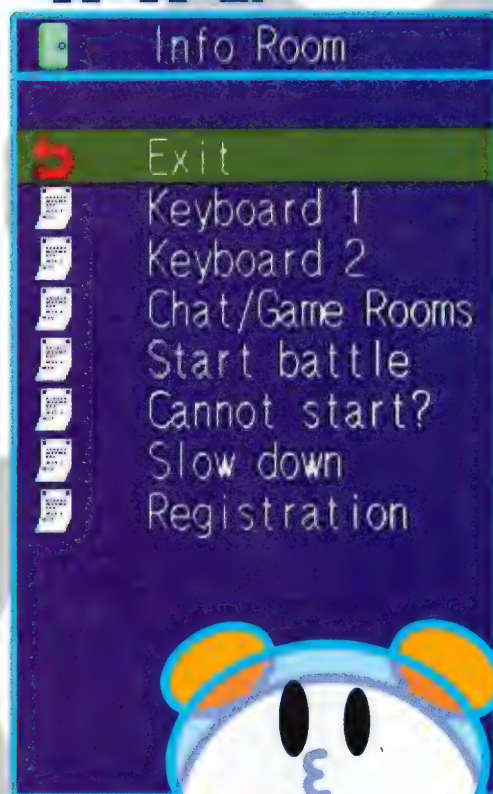 Info Room
Exit
Keyboard 1
Keyboard 2
Chat/Game Rooms
Start battle
Cannot start?
Slow down
Registration